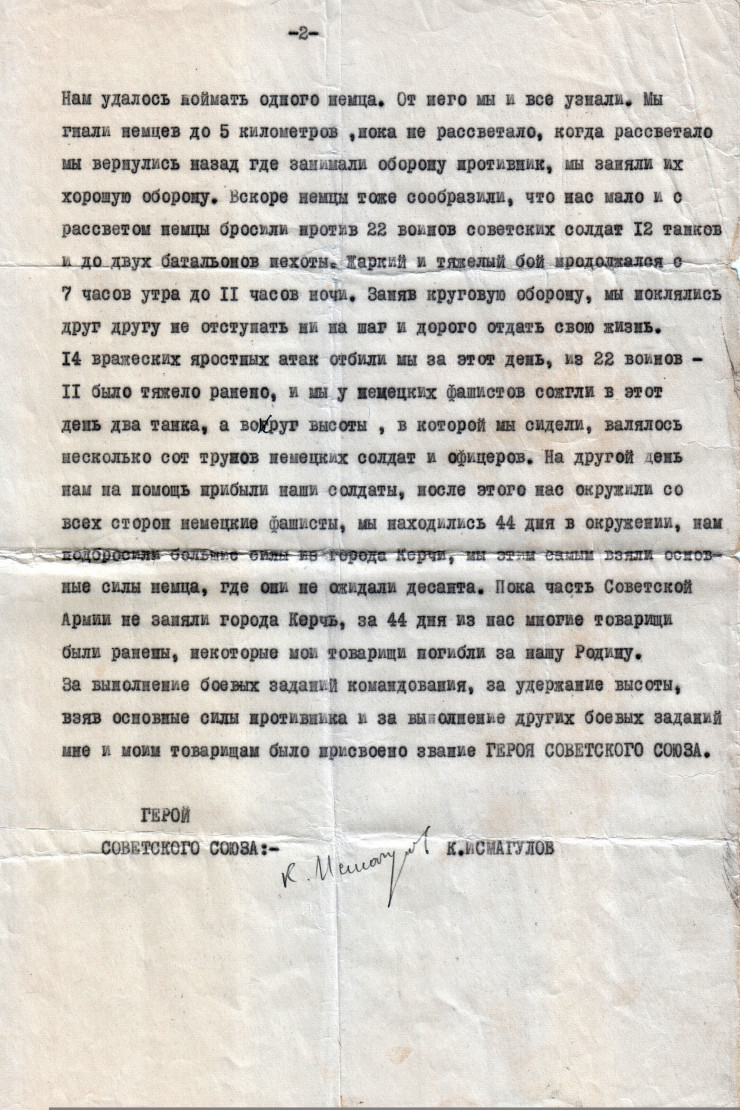 -2-
Нам удалось поймать одного немца. От него мы и все узнали. Мы
гнали немцев до 5 километров ,пока не рассветало, когда рассветало
мы вернулись назад где занимали оборону противник, мы заняли их
хорошую оборону. Вскоре немцы тоже сообразили, что нас мало и с
рассветом немцы бросили против 22 воинов советских солдат I2 танков
и до двух батальонов пехоты. Жаркий и тяжелый бой продолжался с
7 часов утра до II часов ночи. Заняв круговую оборону, мы поклялись
друг другу не отступать ни на шаг и дорого отдать свою жизнь.
I4 вражеских яростных атак отбили мы за этот день, из 22 воинов -
II было тяжело ранено, и мы у немецких фашистов сожгли в этот
день два танка, а вокруг высоты , в которой мы сидели, валялось
несколько сот трупов немецких солдат и офицеров. На другой день
нам на помощь прибыли наши солдаты, после этого нас окружили со
всех сторон немецкие фашисты, мы находились 44 дня в окружении, нам
подбросили большие силы из города Керчи, мы этим самым взяли основ-
ные силы немца, где они не ожидали десанта. Пока часть Советской
Армии не заняли города Керчь, за 44 дня из нас многие товарищи
были ранены, некоторые мои товарищи погибли за нашу Родину.
За выполнение боевых заданий командования, за удержание высоты,
взяв основные силы противника и за выполнение других боевых заданий
мне и моим товарищам было присвоено звание ГЕРОЯ СОВЕТСКОГО СОЮЗА.
ГЕРОЙ
СОВЕТСКОГО СОЮЗА:- К. Исмагулов К.ИСМАГУЛОВ